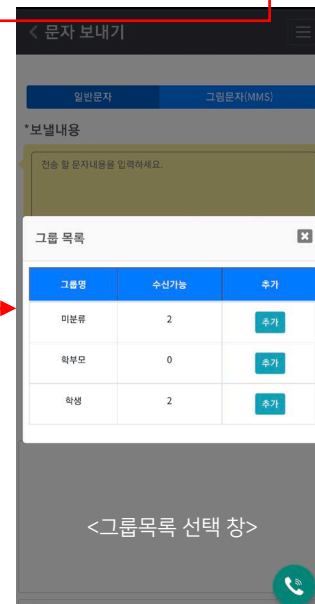 < 문자 보내기
일반문자 그림문자(MMS)
*보낼내용
전송 할 문자내용을 입력하세요.
그룹 목록
그룹명 수신가능 추가
미분류 2 추가
학부모 0 추가
학생 2 추가
<그룹목록 선택 창>